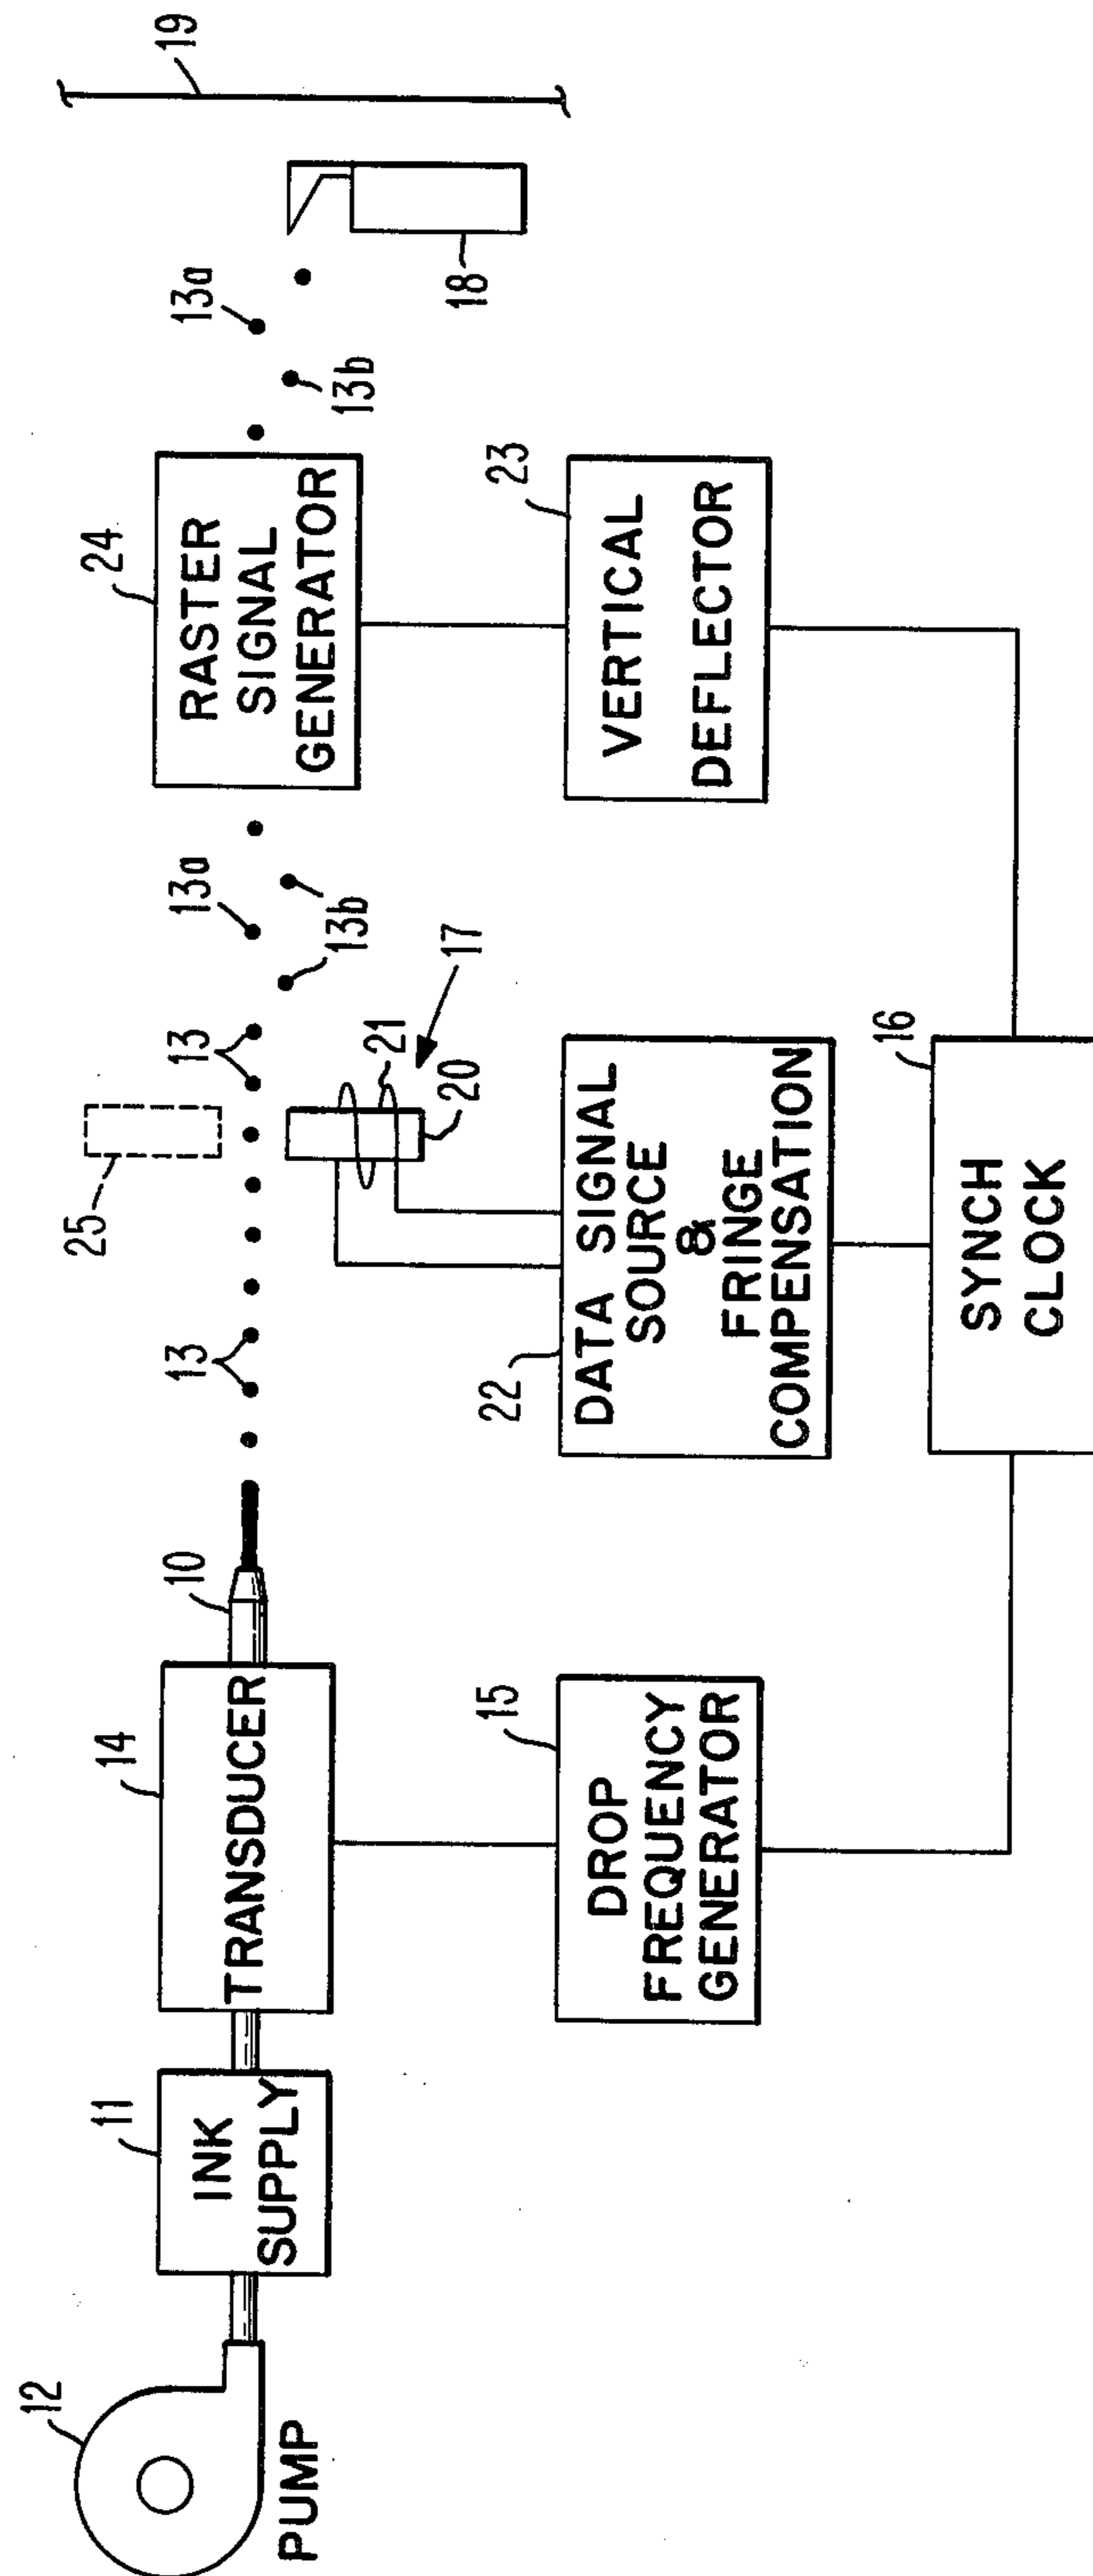 19
24
RASTER
SIGNAL
GENERATOR
13a
13b
18
25
13
13
13a
13b
17
21
20
23
VERTICAL
DEFLECTOR
12
PUMP
11
INK
SUPPLY
14
TRANSDUCER
10
15
DROP
FREQUENCY
GENERATOR
22
DATA SIGNAL
SOURCE
&
FRINGE
COMPENSATION
16
SYNCH
CLOCK